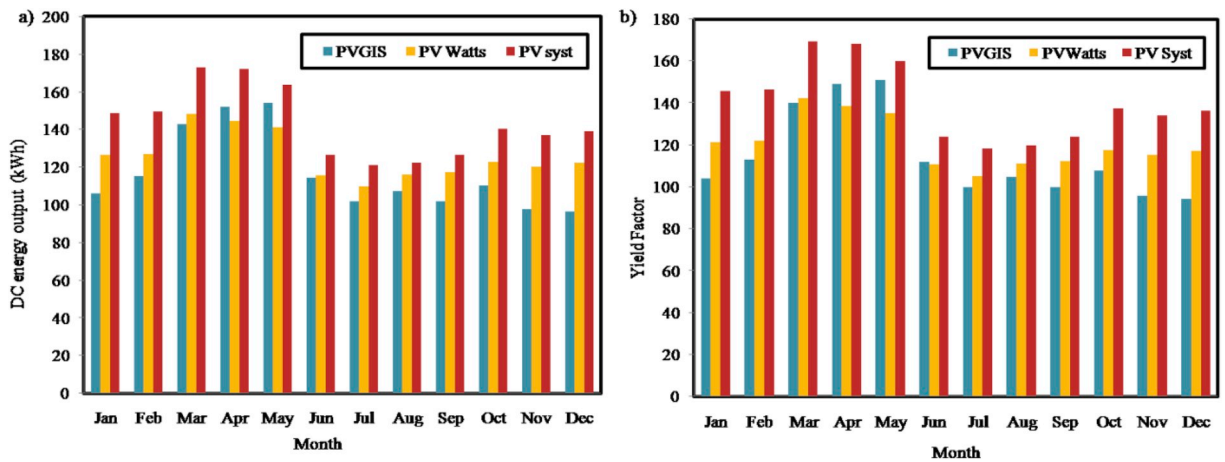 a)
200
180
160
140
120
100
80
60
40
20
0
DC energy output (kWh)
PVGIS PV Watts PV syst
Jan Feb Mar Apr May Jun Jul Aug Sep Oct Nov Dec
Month
b)
180
160
140
120
100
80
60
40
20
0
Yield Factor
PVGIS PVWatts PV Syst
Jan Feb Mar Apr May Jun Jul Aug Sep Oct Nov Dec
Month